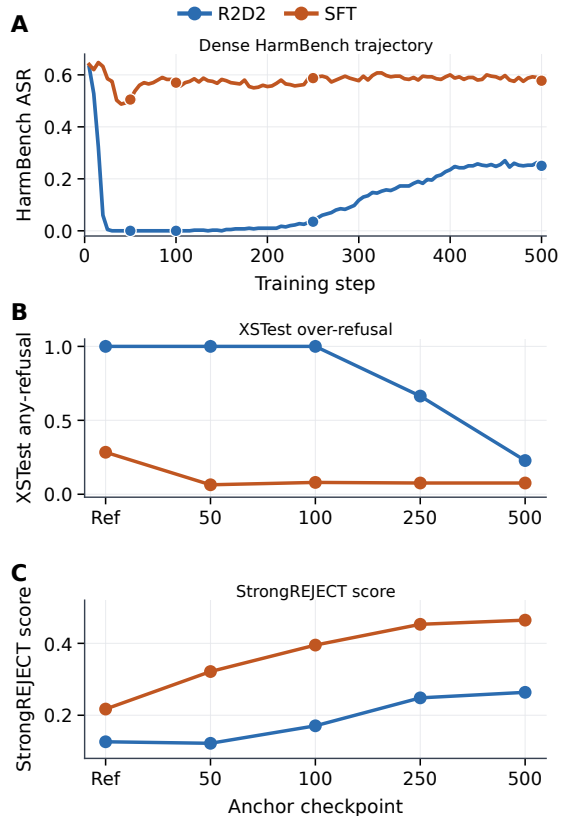 R2D2 SFT
A
Dense HarmBench trajectory
HarmBench ASR
0.6
0.4
0.2
0.0
0 100 200 300 400 500
Training step
B
XSTest over-refusal
XSTest any-refusal
1.0
0.5
0.0
Ref 50 100 250 500
C
StrongREJECT score
StrongREJECT score
0.4
0.2
Ref 50 100 250 500
Anchor checkpoint